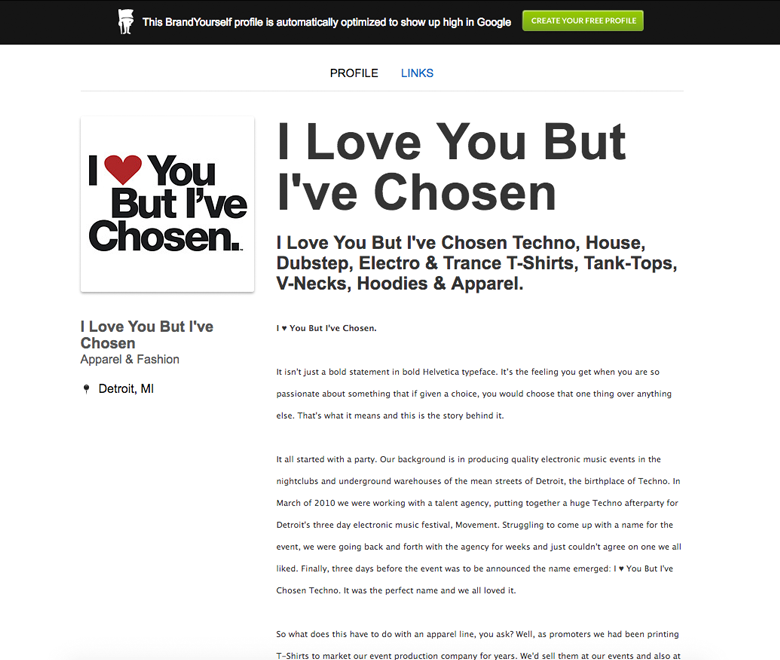 This BrandYourself profile is automatically optimized to show up high in Google
CREATE YOUR FREE PROFILE
PROFILE
LINKS
I ♥ You
But I've
Chosen.™
I Love You But I've
Chosen
Apparel & Fashion
Detroit, MI
I Love You But
I've Chosen
I Love You But I've Chosen Techno, House,
Dubstep, Electro & Trance T-Shirts, Tank-Tops,
V-Necks, Hoodies & Apparel.
I ♥ You But I've Chosen.
It isn't just a bold statement in bold Helvetica typeface. It's the feeling you get when you are so
passionate about something that if given a choice, you would choose that one thing over anything
else. That's what it means and this is the story behind it.
It all started with a party. Our background is in producing quality electronic music events in the
nightclubs and underground warehouses of the mean streets of Detroit, the birthplace of Techno. In
March of 2010 we were working with a talent agency, putting together a huge Techno afterparty for
Detroit's three day electronic music festival, Movement. Struggling to come up with a name for the
event, we were going back and forth with the agency for weeks and just couldn't agree on one we all
liked. Finally, three days before the event was to be announced the name emerged: I ♥ You But I've
Chosen Techno. It was the perfect name and we all loved it.
So what does this have to do with an apparel line, you ask? Well, as promoters we had been printing
T-Shirts to market our event production company for years. We'd sell them at our events and also at